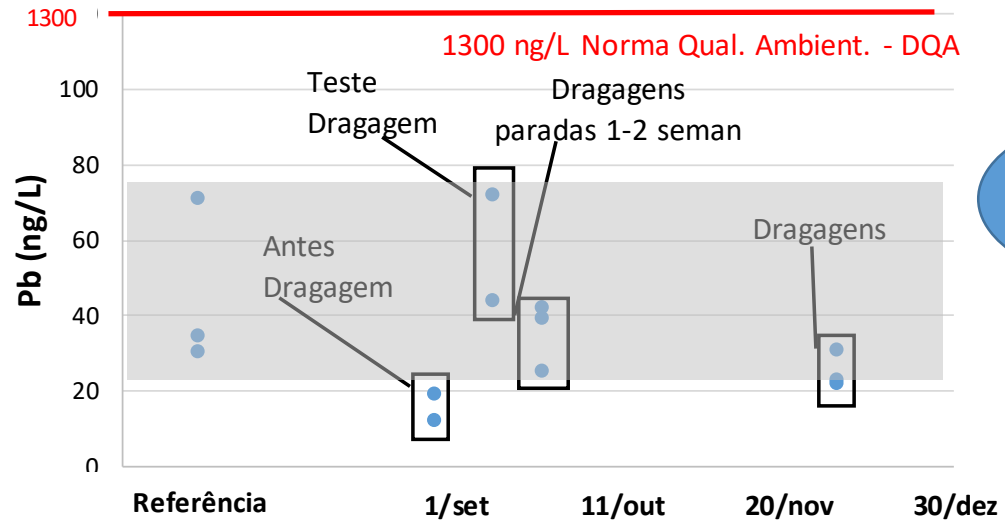 1300
1300 ng/L Norma Qual. Ambient. - DQA
Teste
Dragagem
Dragagens
paradas 1-2 seman
100
80
60
40
20
0
Pb (ng/L)
Antes
Dragagem
Dragagens
Referência
1/set
11/out
20/nov
30/dez